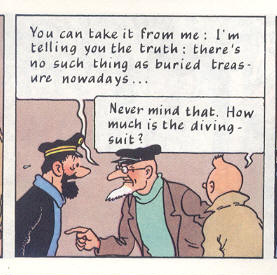 You can take it from me: I'm
telling you the truth: there's
no such thing as buried treas-
ure nowadays...
Never mind that. How
much is the diving-
suit?